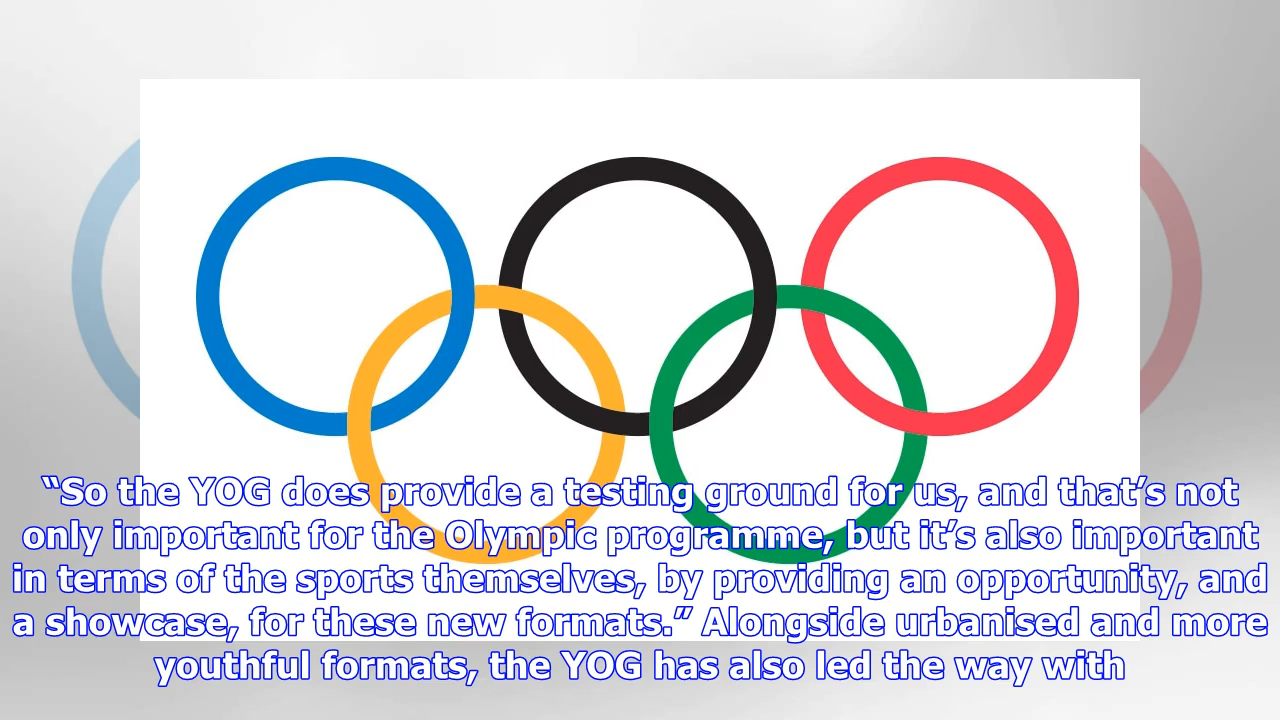 “So the YOG does provide a testing ground for us, and that’s not
only important for the Olympic programme, but it’s also important
in terms of the sports themselves, by providing an opportunity, and
a showcase, for these new formats.” Alongside urbanised and more
youthful formats, the YOG has also led the way with